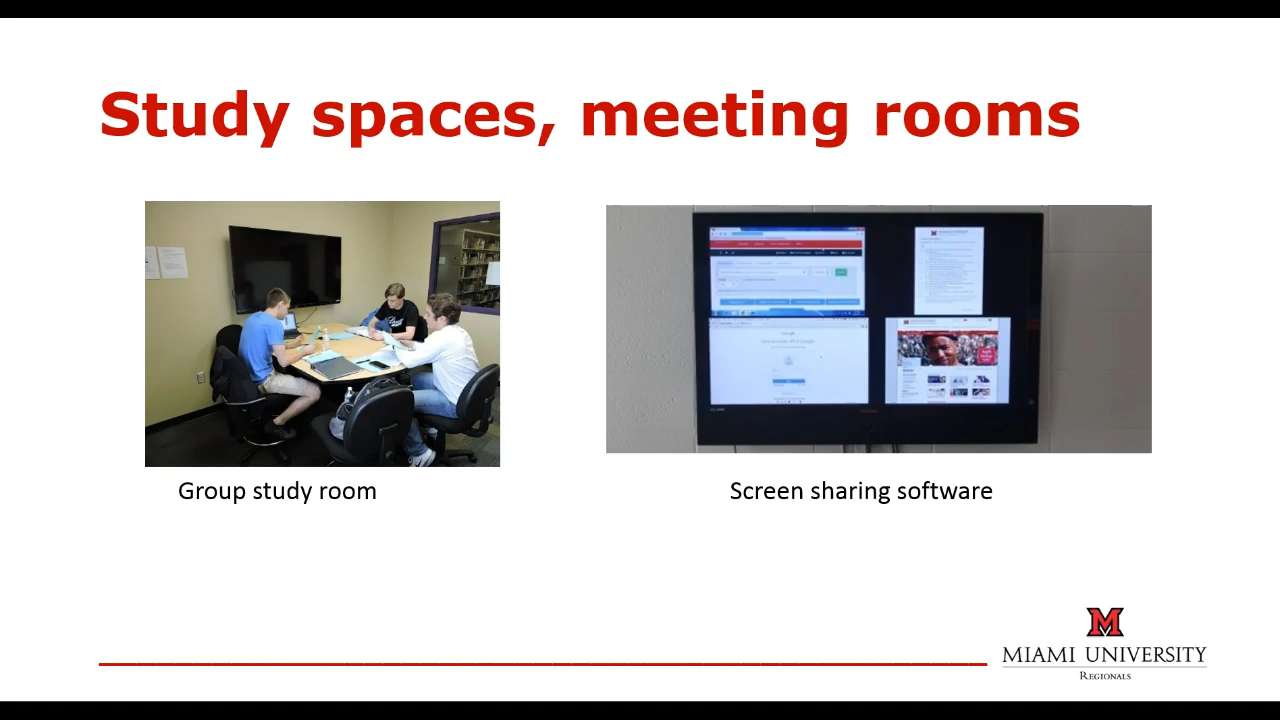 Study spaces, meeting rooms
Group study room
Screen sharing software
M
MIAMI UNIVERSITY
REGIONALS